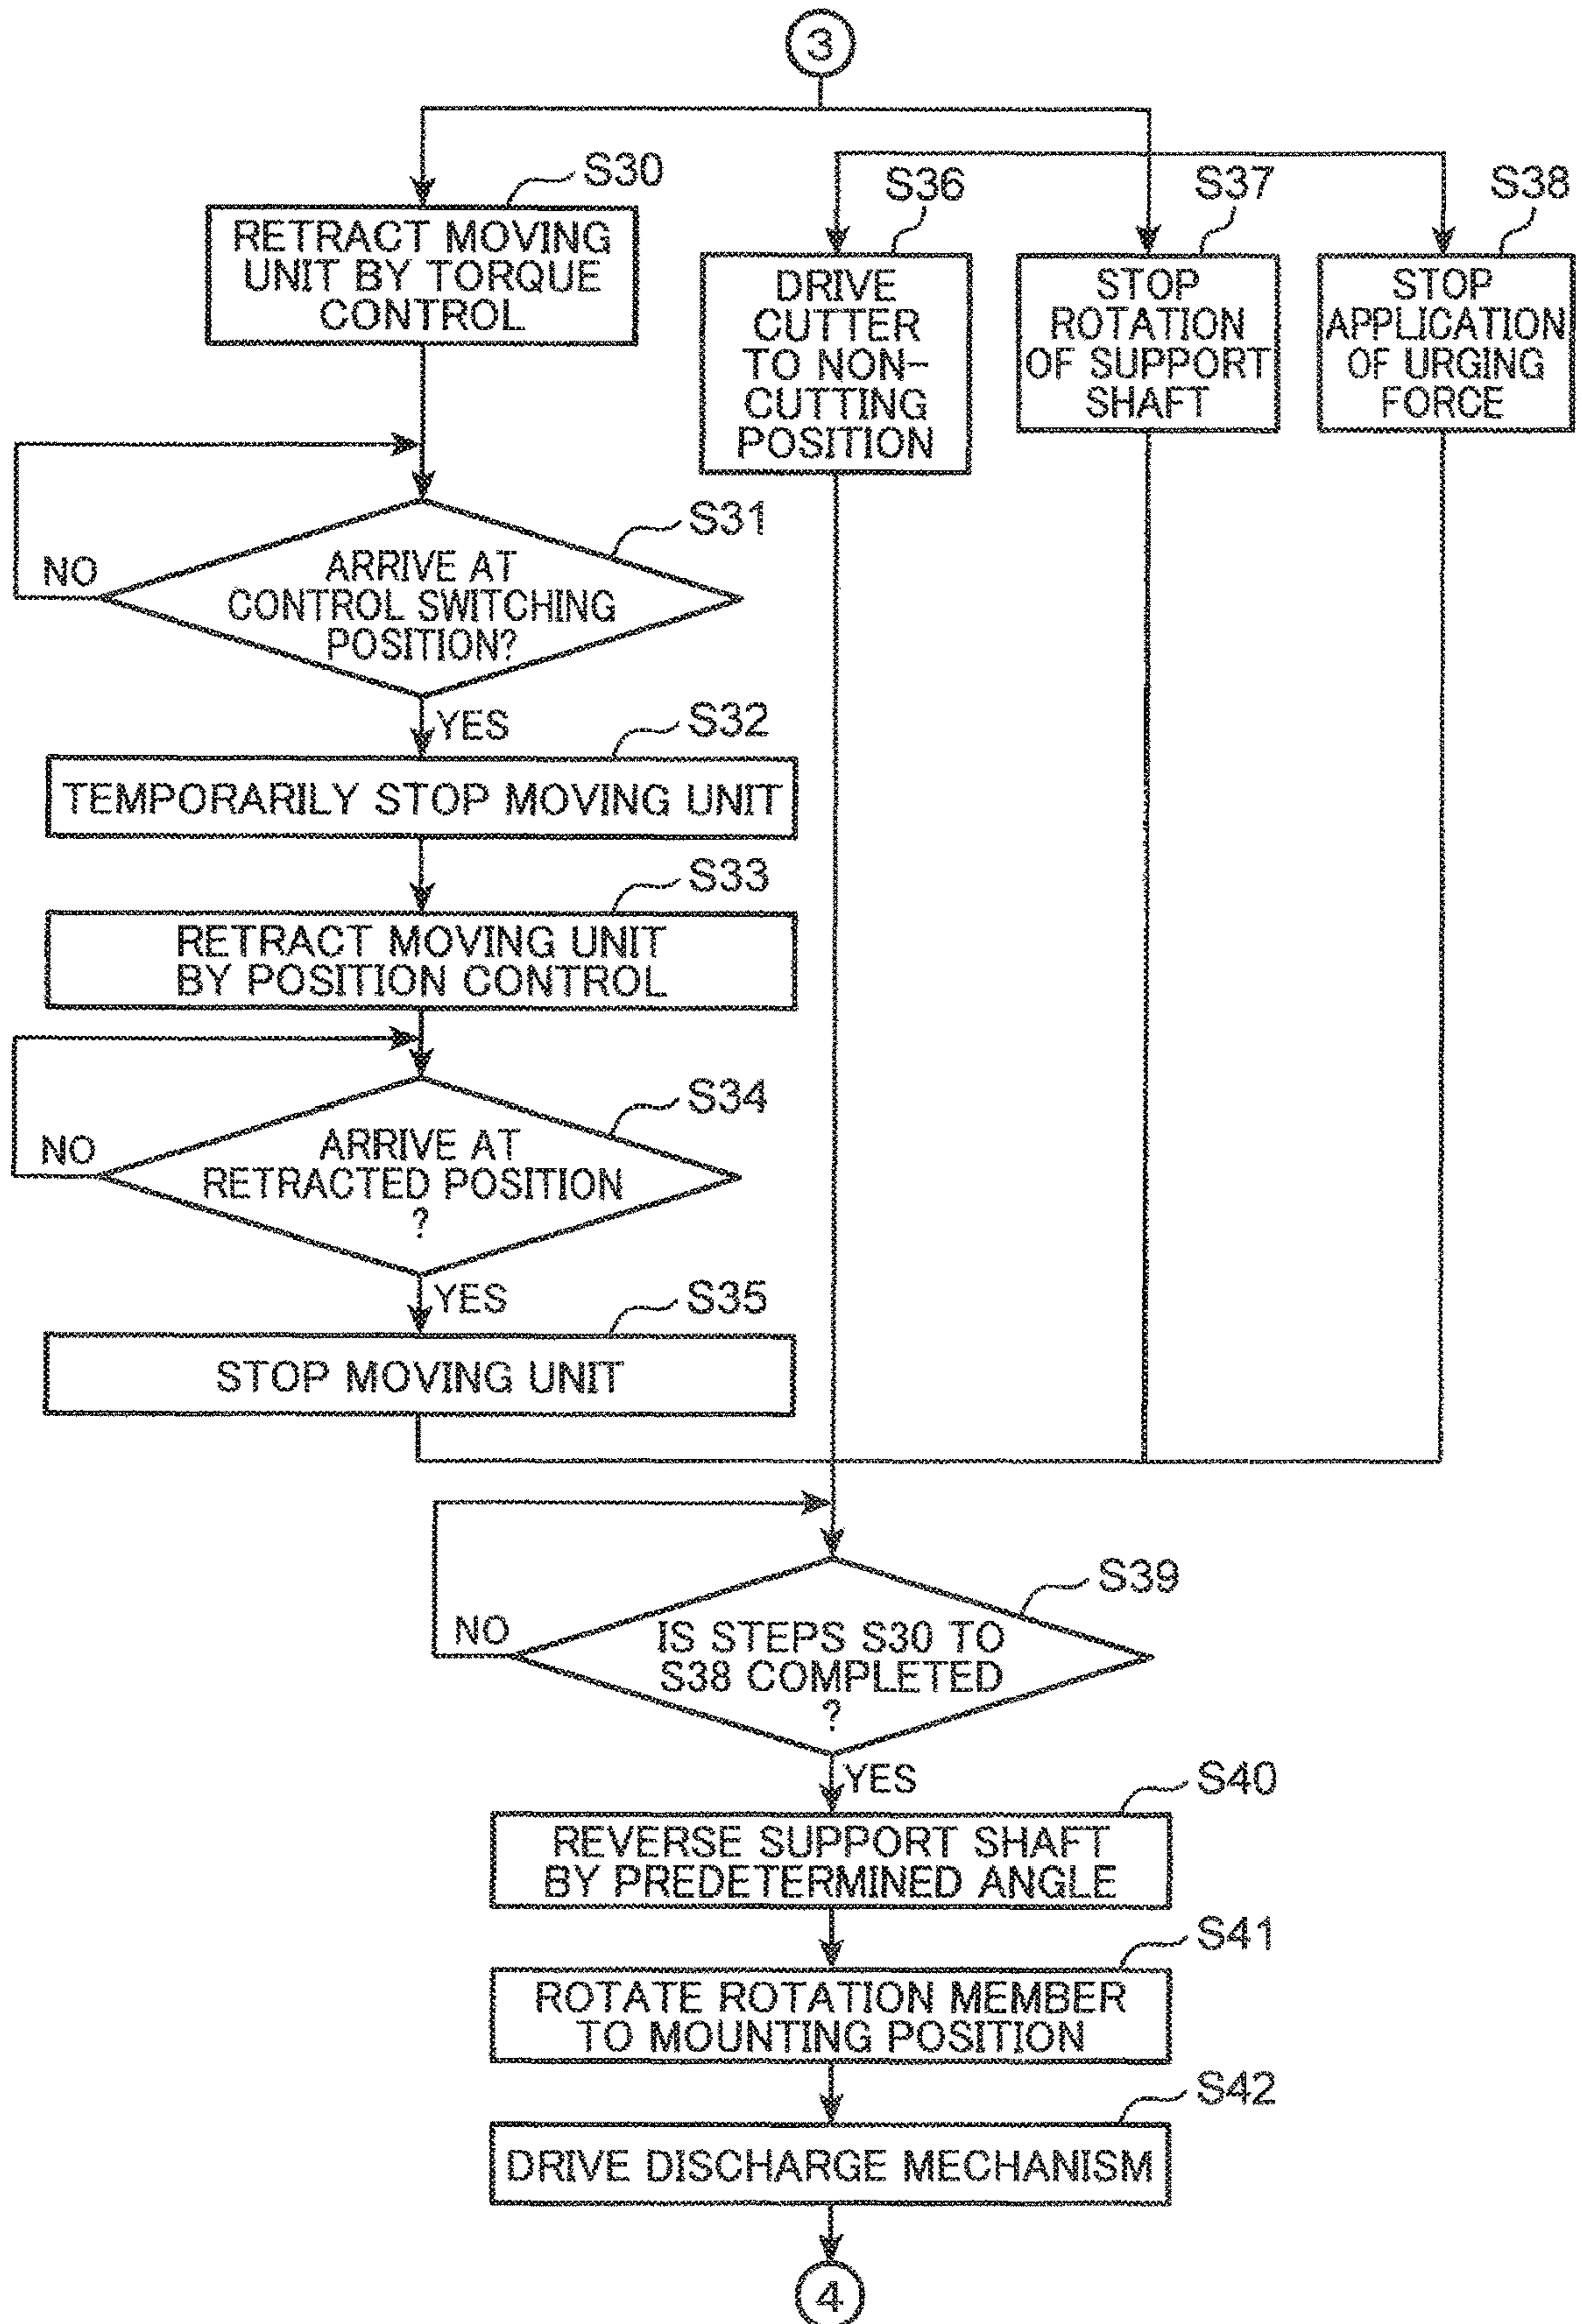 3
S30
RETRACT MOVING
UNIT BY TORQUE
CONTROL
S36
DRIVE
CUTTER
TO NON-
CUTTING
POSITION
S37
STOP
ROTATION
OF SUPPORT
SHAFT
S38
STOP
APPLICATION
OF URGING
FORCE
S31
NO
ARRIVE AT
CONTROL SWITCHING
POSITION?
YES
S32
TEMPORARILY STOP MOVING UNIT
S33
RETRACT MOVING UNIT
BY POSITION CONTROL
S34
NO
ARRIVE AT
RETRACTED POSITION
?
YES
S35
STOP MOVING UNIT
S39
NO
IS STEPS S30 TO
S38 COMPLETED
?
YES
S40
REVERSE SUPPORT SHAFT
BY PREDETERMINED ANGLE
S41
ROTATE ROTATION MEMBER
TO MOUNTING POSITION
S42
DRIVE DISCHARGE MECHANISM
4